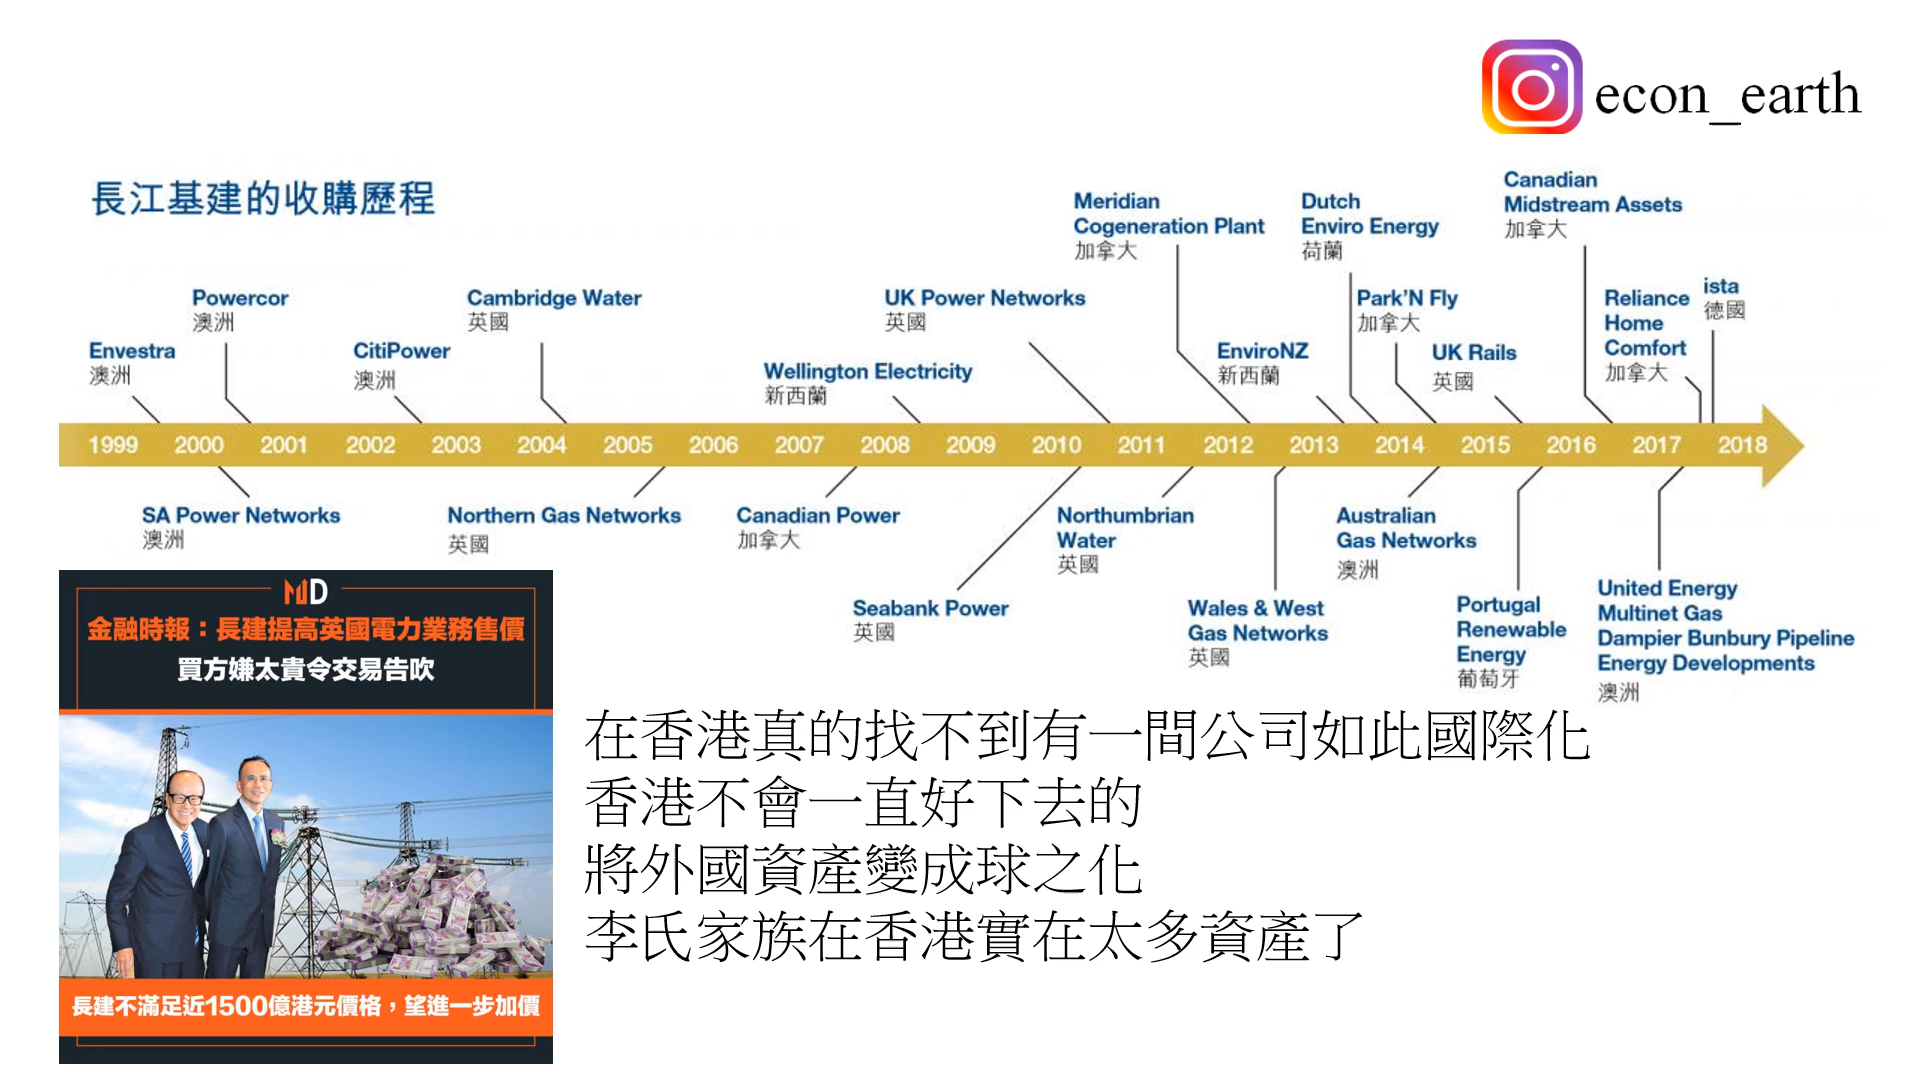 econ_earth
長江基建的收購歷程
Canadian
Midstream Assets
加拿大
Meridian
Cogeneration Plant
加拿大
Dutch
Enviro Energy
荷蘭
Powercor
澳洲
Cambridge Water
英國
UK Power Networks
英國
Park'N Fly
加拿大
Reliance
Home
Comfort
加拿大
ista
德國
Envestra
澳洲
CitiPower
澳洲
Wellington Electricity
新西蘭
EnviroNZ
新西蘭
UK Rails
英國
1999 2000 2001 2002 2003 2004 2005 2006 2007 2008 2009 2010 2011 2012 2013 2014 2015 2016 2017 2018
SA Power Networks
澳洲
Northern Gas Networks
英國
Canadian Power
加拿大
Seabank Power
英國
Northumbrian
Water
英國
Wales & West
Gas Networks
英國
Australian
Gas Networks
澳洲
Portugal
Renewable
Energy
葡萄牙
United Energy
Multinet Gas
Dampier Bunbury Pipeline
Energy Developments
澳洲
MD
金融時報：長建提高英國電力業務售價
買方嫌太貴令交易告吹
長建不滿足近1500億港元價格，望進一步加價
在香港真的找不到有一間公司如此國際化
香港不會一直好下去的
將外國資產變成球之化
李氏家族在香港實在太多資產了